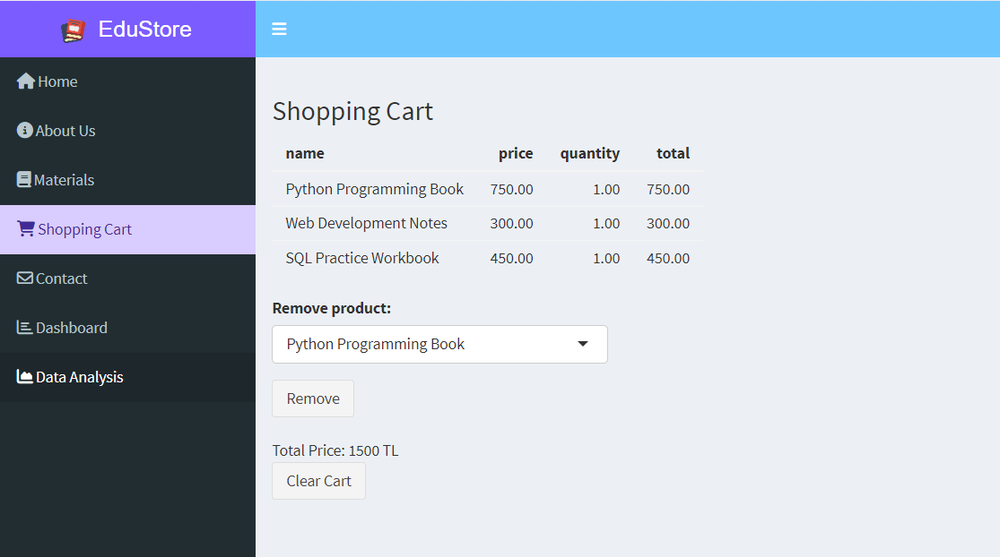 EduStore
Home
About Us
Materials
Shopping Cart
Contact
Dashboard
Data Analysis
Shopping Cart
name price quantity total
Python Programming Book 750.00 1.00 750.00
Web Development Notes 300.00 1.00 300.00
SQL Practice Workbook 450.00 1.00 450.00
Remove product:
Python Programming Book
Remove
Total Price: 1500 TL
Clear Cart